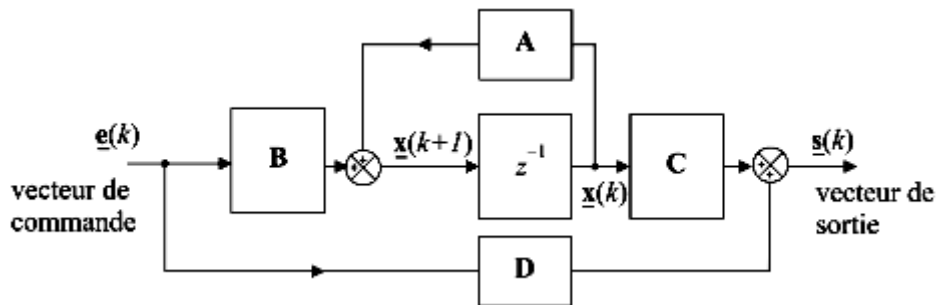 A
e(k)
B
x(k+1)
z⁻¹
x(k)
C
s(k)
vecteur de
commande
vecteur de
sortie
D